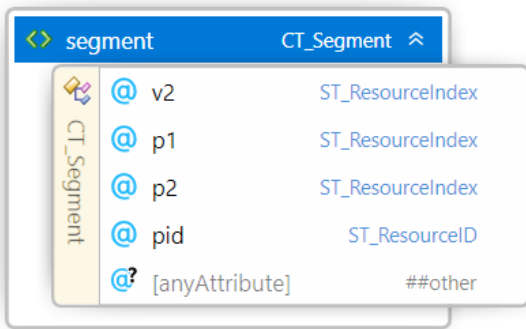 <> segment CT_Segment
CT_Segment
@ v2 ST_ResourceIndex
@ p1 ST_ResourceIndex
@ p2 ST_ResourceIndex
@ pid ST_ResourceID
@? [anyAttribute] ##other